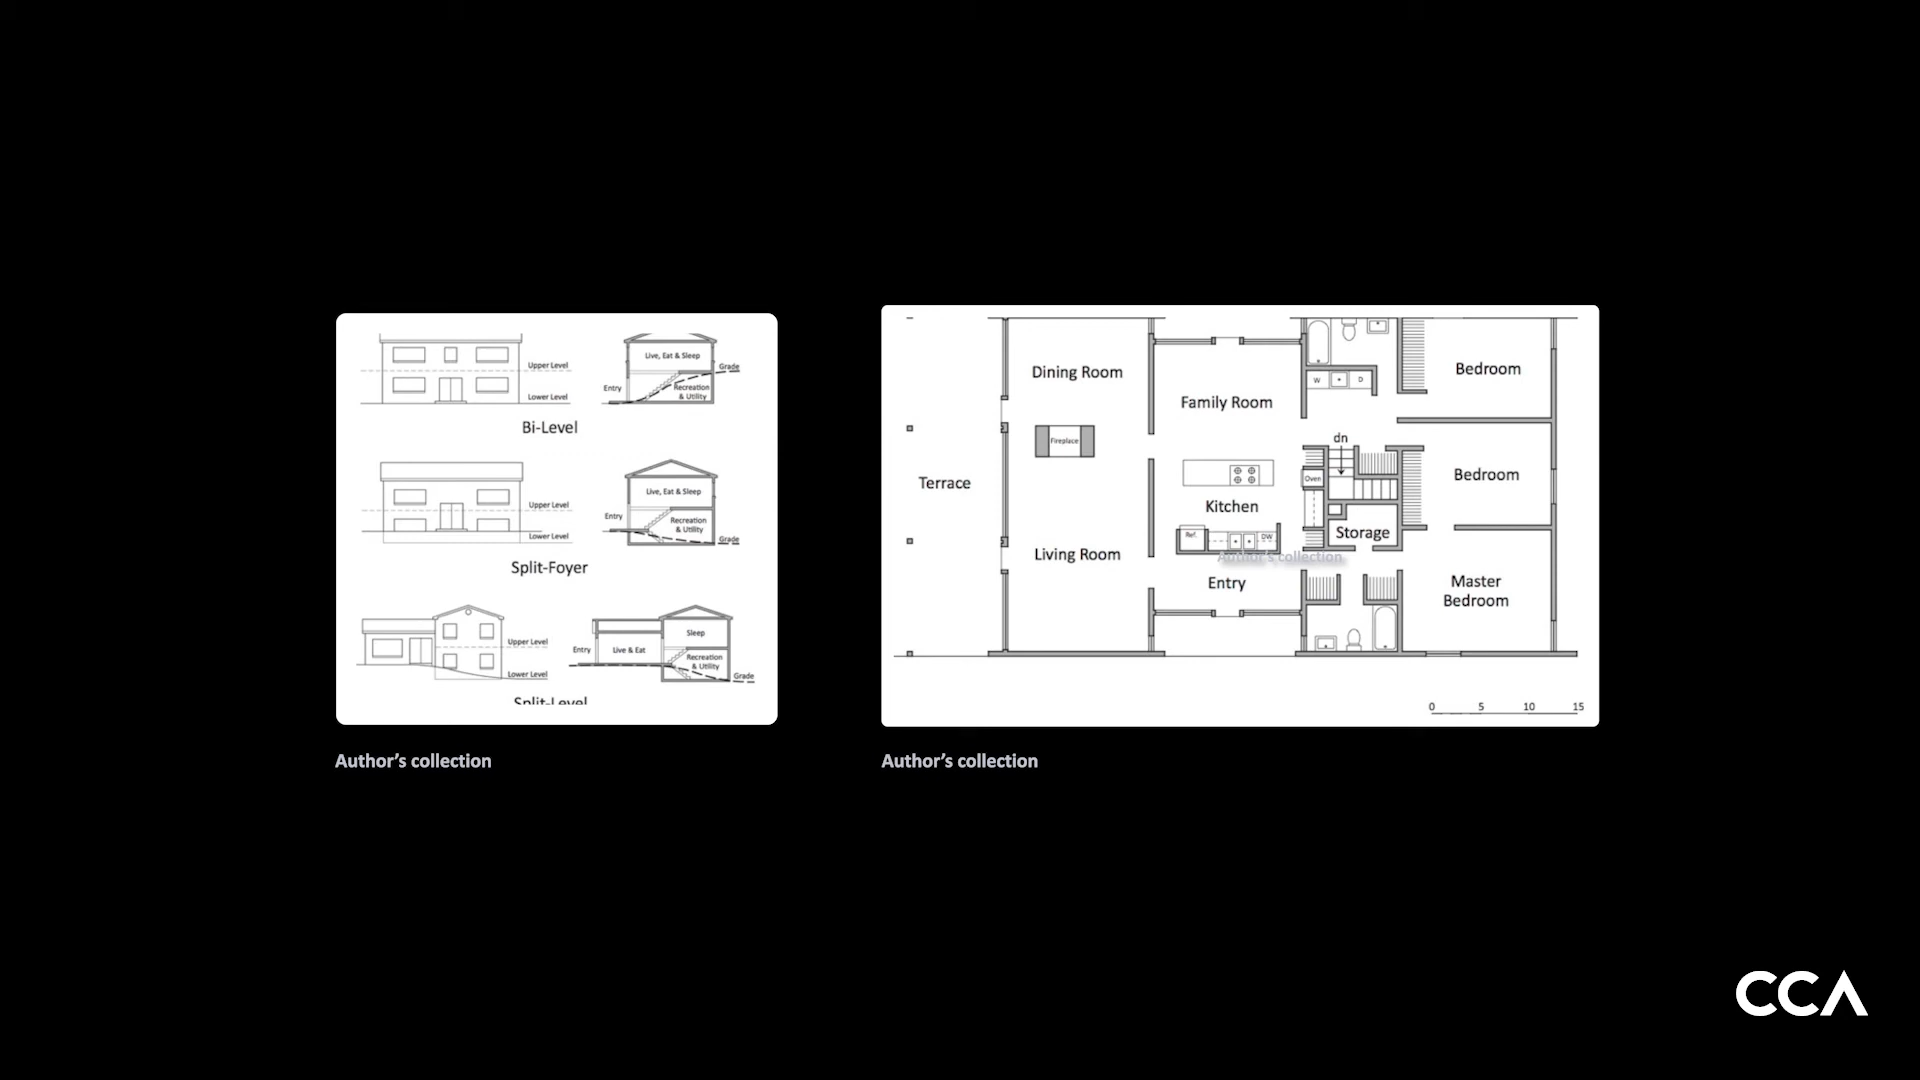 Live, Eat & Sleep
Upper Level
Grade
Entry
Recreation
& Utility
Lower Level
Bi-Level
Live, Eat & Sleep
Upper Level
Entry
Recreation
& Utility
Lower Level
Grade
Split-Foyer
Sleep
Upper Level
Entry
Live & Eat
Recreation
& Utility
Lower Level
Grade
Split-Level
Author's collection
Dining Room
Bedroom
W
D
Family Room
Fireplace
dn
Terrace
Bedroom
Oven
Kitchen
Storage
Ref.
DW
Author's collection
Living Room
Entry
Master
Bedroom
0 5 10 15
Author's collection
CCA